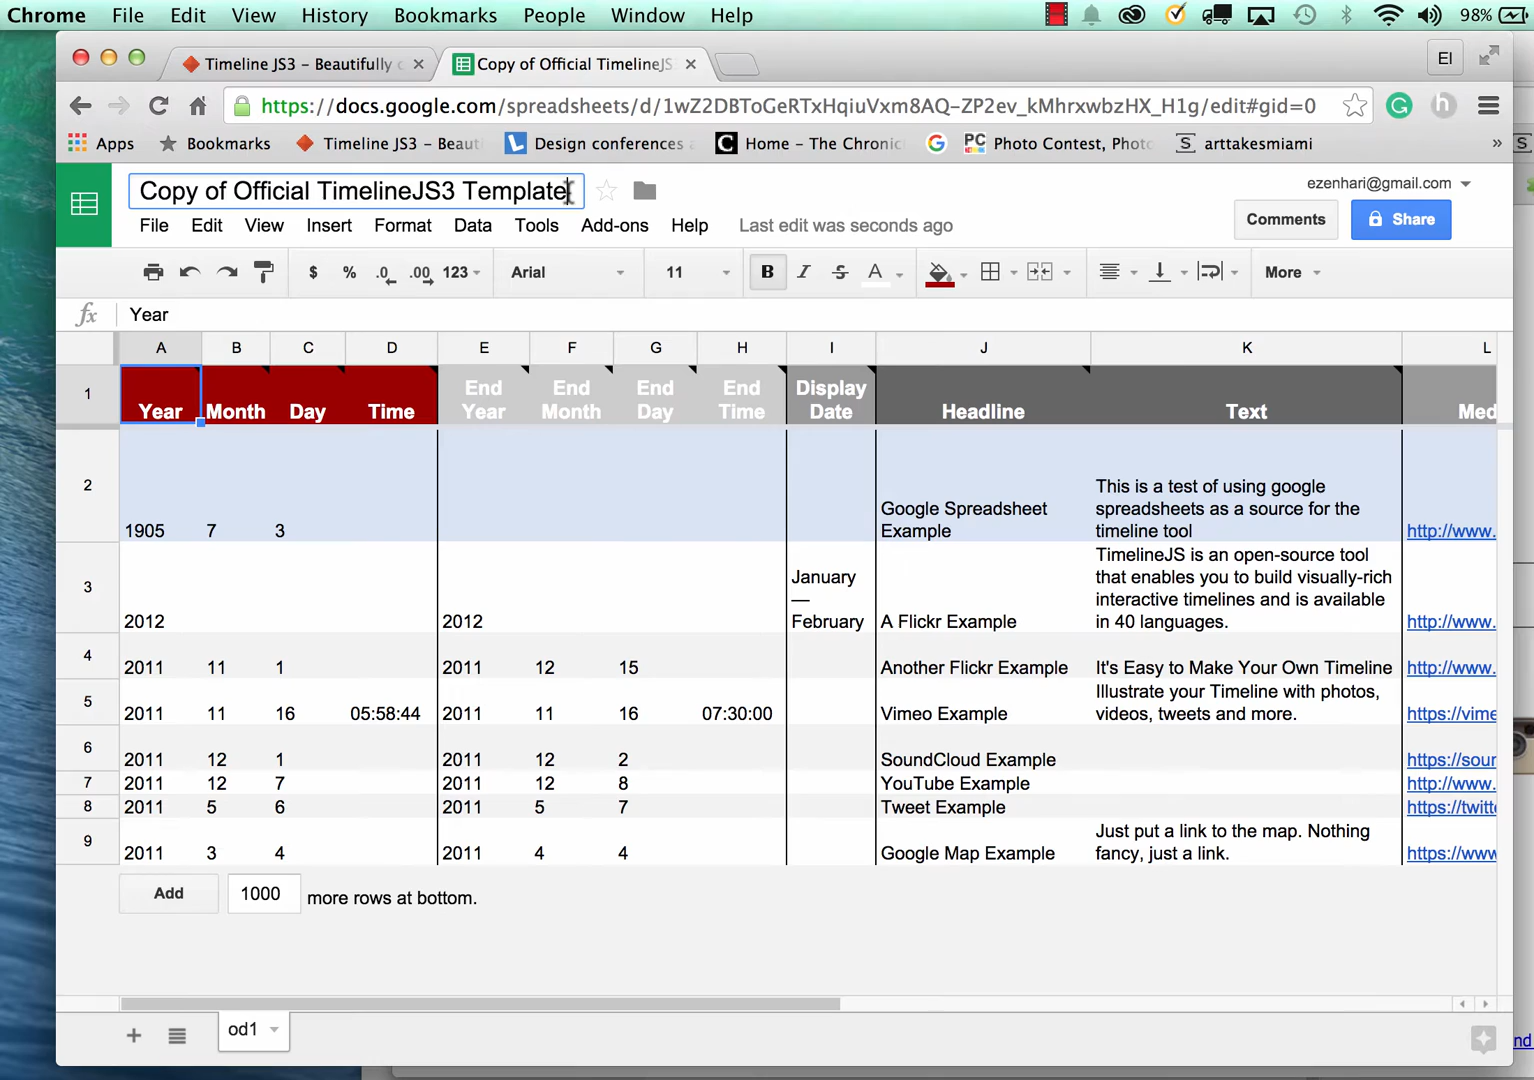 Chrome File Edit View History Bookmarks People Window Help 98%
Timeline JS3 – Beautifully Copy of Official TimelineJS El
https://docs.google.com/spreadsheets/d/1wZ2DBToGeRTxHqiuVxm8AQ-ZP2ev_kMhrxwbzHX_H1g/edit#gid=0
Apps Bookmarks Timeline JS3 – Beaut Design conferences Home – The Chronic PC Photo Contest, Pho arttakesmiami »
Copy of Official TimelineJS3 Template ezenhari@gmail.com
File Edit View Insert Format Data Tools Add-ons Help Last edit was seconds ago Comments Share
$ % .0 .00 123 Arial 11 B I S A More
fx Year
A B C D E F G H I J K L
1 Year Month Day Time End Year End Month End Day End Time Display Date Headline Text Med
2 1905 7 3 Google Spreadsheet Example This is a test of using google spreadsheets as a source for the timeline tool http://www.
3 2012 2012 January — February A Flickr Example TimelineJS is an open-source tool that enables you to build visually-rich interactive timelines and is available in 40 languages. http://www.
4 2011 11 1 2011 12 15 Another Flickr Example It's Easy to Make Your Own Timeline http://www.
5 2011 11 16 05:58:44 2011 11 16 07:30:00 Vimeo Example Illustrate your Timeline with photos, videos, tweets and more. https://vime
6 2011 12 1 2011 12 2 SoundCloud Example https://sour
7 2011 12 7 2011 12 8 YouTube Example http://www.
8 2011 5 6 2011 5 7 Tweet Example https://twitt
9 2011 3 4 2011 4 4 Google Map Example Just put a link to the map. Nothing fancy, just a link. https://www
Add 1000 more rows at bottom.
od1
nd